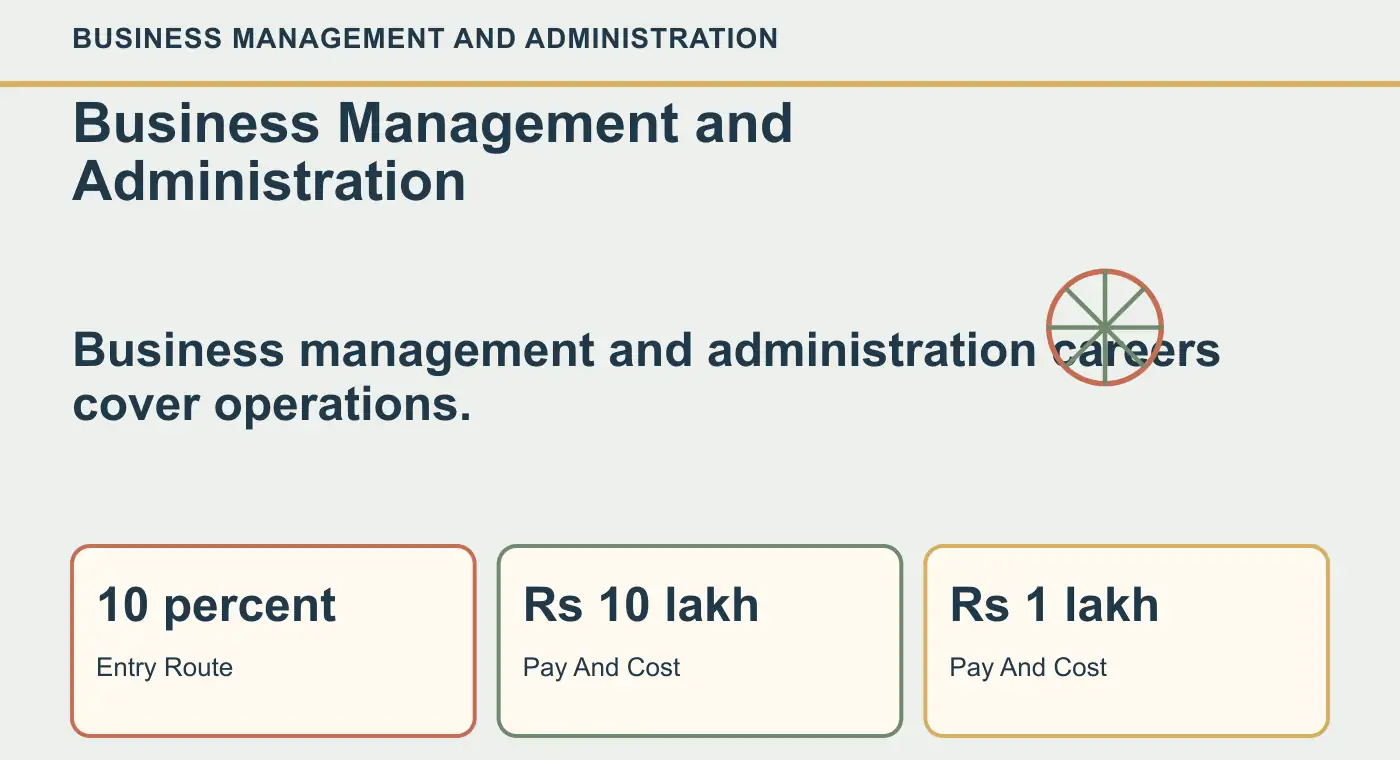 BUSINESS MANAGEMENT AND ADMINISTRATION
Business Management and
Administration
Business management and administration careers
cover operations.
10 percent
Entry Route
Rs 10 lakh
Pay And Cost
Rs 1 lakh
Pay And Cost